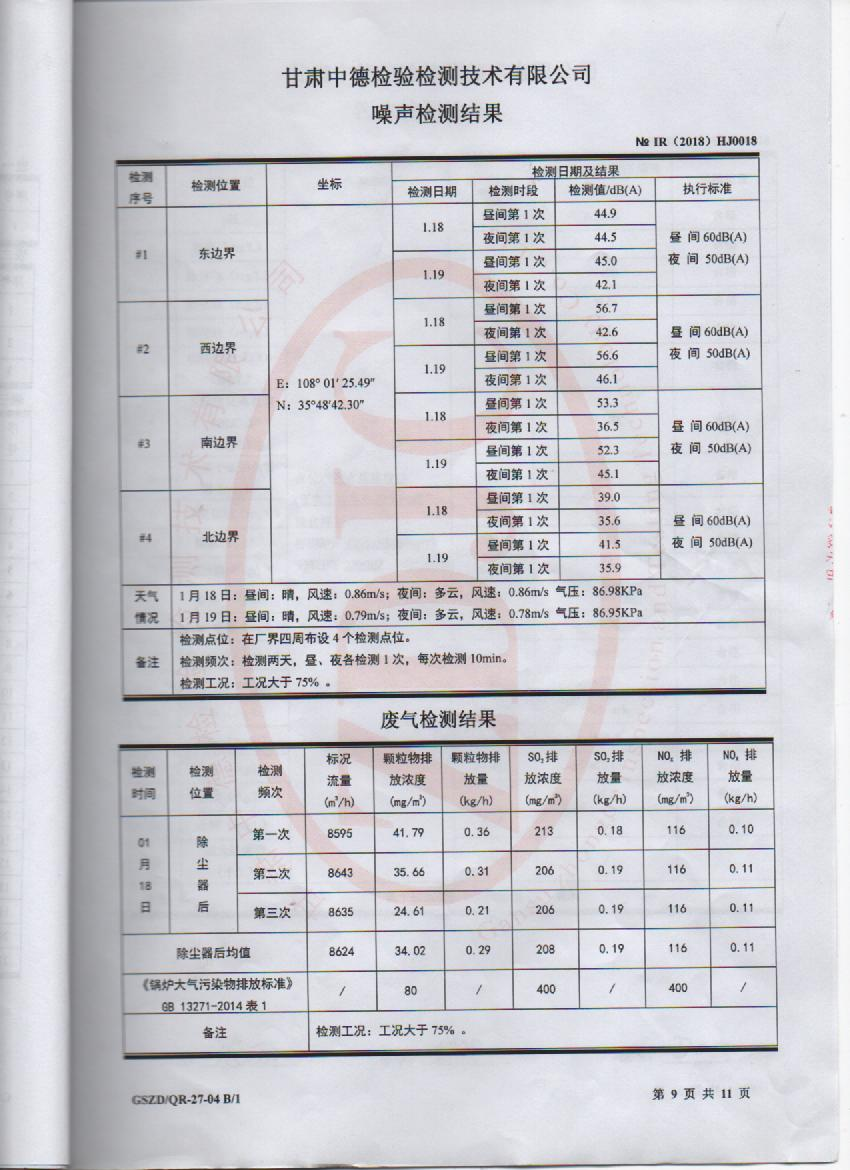 甘肃中德检验检测技术有限公司
噪声检测结果
№ IR（2018）HJ0018
检测序号 检测位置 坐标 检测日期及结果
检测日期 检测时段 检测值/dB(A) 执行标准
#1 东边界 E：108° 01′ 25.49″ N：35°48′42.30″ 1.18 昼间第 1 次 44.9 昼 间 60dB(A) 夜 间 50dB(A)
夜间第 1 次 44.5
1.19 昼间第 1 次 45.0
夜间第 1 次 42.1
#2 西边界 1.18 昼间第 1 次 56.7 昼 间 60dB(A) 夜 间 50dB(A)
夜间第 1 次 42.6
1.19 昼间第 1 次 56.6
夜间第 1 次 46.1
#3 南边界 1.18 昼间第 1 次 53.3 昼 间 60dB(A) 夜 间 50dB(A)
夜间第 1 次 36.5
1.19 昼间第 1 次 52.3
夜间第 1 次 45.1
#4 北边界 1.18 昼间第 1 次 39.0 昼 间 60dB(A) 夜 间 50dB(A)
夜间第 1 次 35.6
1.19 昼间第 1 次 41.5
夜间第 1 次 35.9
天气情况 1 月 18 日：昼间：晴，风速：0.86m/s；夜间：多云，风速：0.86m/s 气压：86.98KPa
1 月 19 日：昼间：晴，风速：0.79m/s；夜间：多云，风速：0.78m/s 气压：86.95KPa
备注 检测点位：在厂界四周布设 4 个检测点位。
检测频次：检测两天，昼、夜各检测 1 次，每次检测 10min。
检测工况：工况大于 75% 。
废气检测结果
检测时间 检测位置 检测频次 标况流量(m³/h) 颗粒物排放浓度(mg/m³) 颗粒物排放量(kg/h) SO₂排放浓度(mg/m³) SO₂排放量(kg/h) NOₓ 排放浓度(mg/m³) NOₓ 排放量(kg/h)
01月18日 除尘器后 第一次 8595 41.79 0.36 213 0.18 116 0.10
第二次 8643 35.66 0.31 206 0.19 116 0.11
第三次 8635 24.61 0.21 206 0.19 116 0.11
除尘器后均值 8624 34.02 0.29 208 0.19 116 0.11
《锅炉大气污染物排放标准》GB 13271-2014 表 1 / 80 / 400 / 400 /
备注 检测工况：工况大于 75% 。
GSZD/QR-27-04 B/1
第 9 页 共 11 页